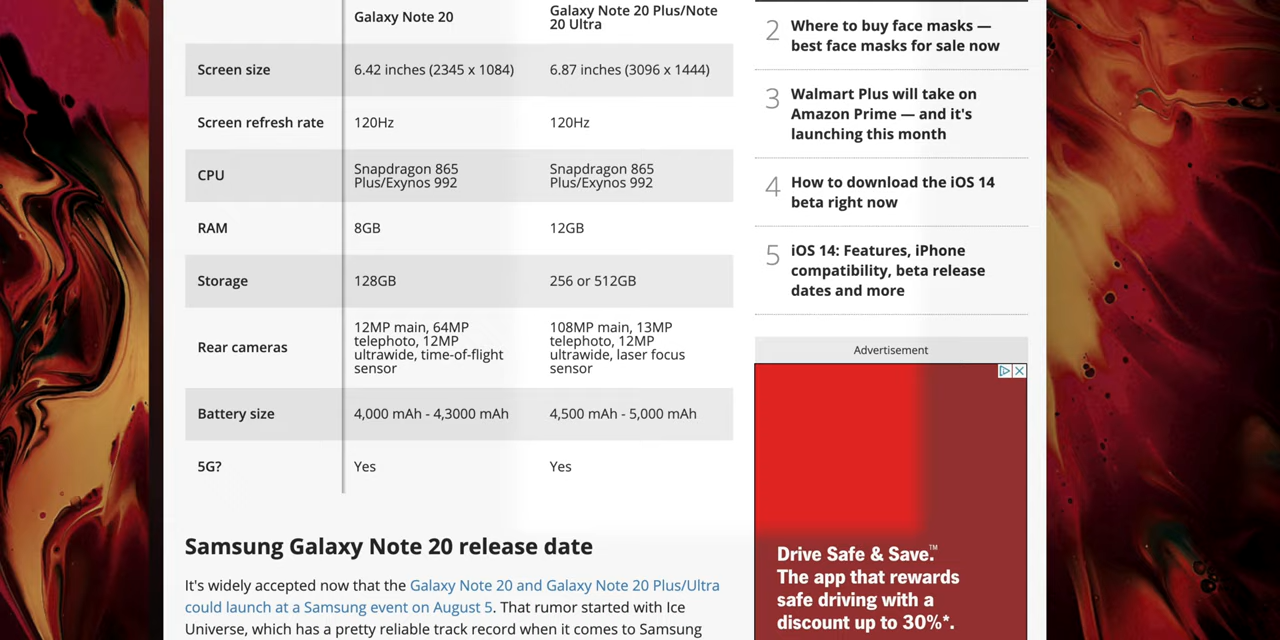 Galaxy Note 20
Galaxy Note 20 Plus/Note
20 Ultra
Screen size
6.42 inches (2345 x 1084)
6.87 inches (3096 x 1444)
Screen refresh rate
120Hz
120Hz
CPU
Snapdragon 865
Plus/Exynos 992
Snapdragon 865
Plus/Exynos 992
RAM
8GB
12GB
Storage
128GB
256 or 512GB
Rear cameras
12MP main, 64MP
telephoto, 12MP
ultrawide, time-of-flight
sensor
108MP main, 13MP
telephoto, 12MP
ultrawide, laser focus
sensor
Battery size
4,000 mAh - 4,3000 mAh
4,500 mAh - 5,000 mAh
5G?
Yes
Yes
Samsung Galaxy Note 20 release date
It's widely accepted now that the Galaxy Note 20 and Galaxy Note 20 Plus/Ultra
could launch at a Samsung event on August 5. That rumor started with Ice
Universe, which has a pretty reliable track record when it comes to Samsung
2
Where to buy face masks —
best face masks for sale now
3
Walmart Plus will take on
Amazon Prime — and it's
launching this month
4
How to download the iOS 14
beta right now
5
iOS 14: Features, iPhone
compatibility, beta release
dates and more
Advertisement
Drive Safe & Save.™
The app that rewards
safe driving with a
discount up to 30%*.